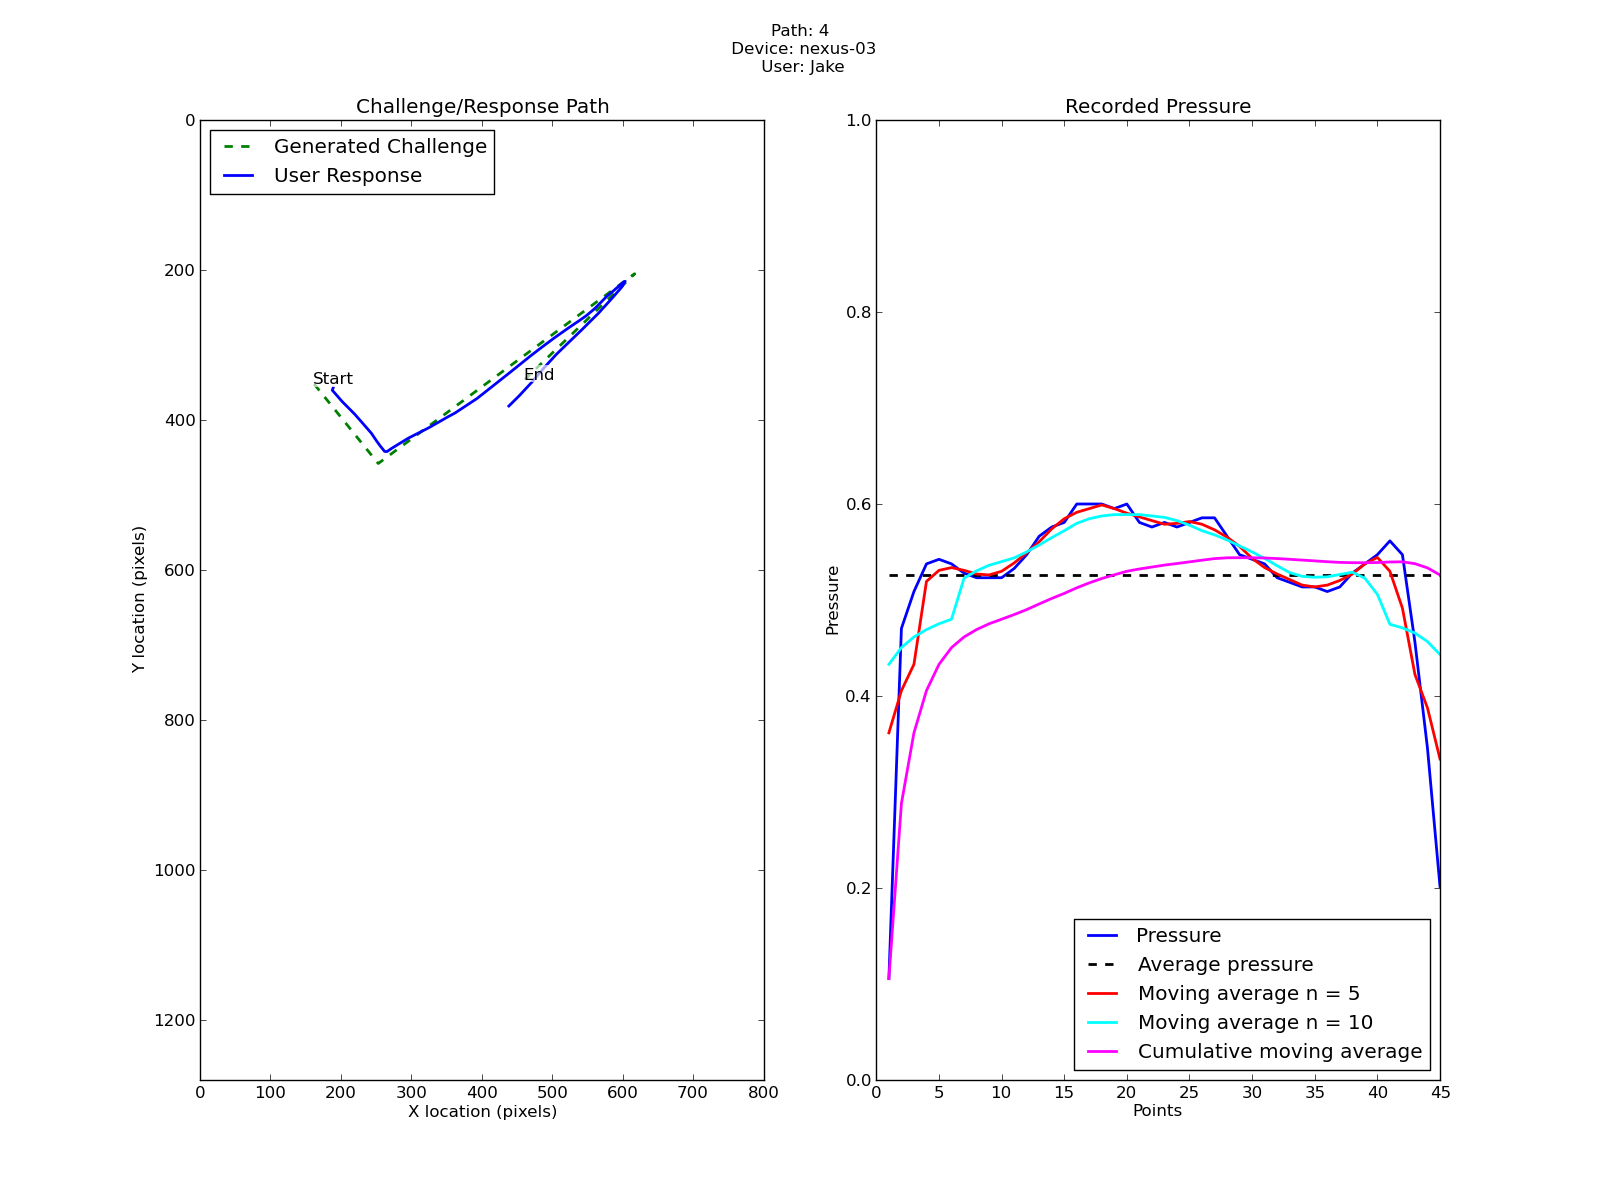 Path: 4
Device: nexus-03
User: Jake
Challenge/Response Path
Generated Challenge
User Response
Start
End
0
200
400
600
800
1000
1200
Y location (pixels)
0 100 200 300 400 500 600 700 800
X location (pixels)
Recorded Pressure
1.0
0.8
0.6
0.4
0.2
0.0
Pressure
Pressure
Average pressure
Moving average n = 5
Moving average n = 10
Cumulative moving average
0 5 10 15 20 25 30 35 40 45
Points